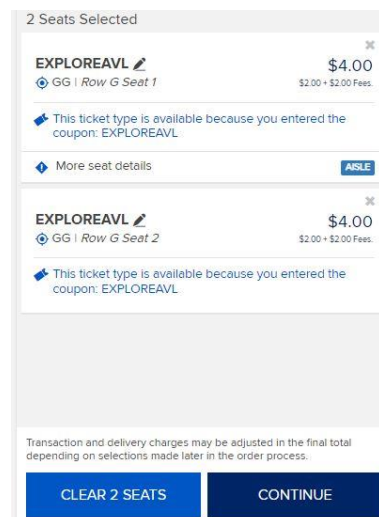 2 Seats Selected
EXPLOREAVL
$4.00
GG | Row G Seat 1
$2.00 + $2.00 Fees.
This ticket type is available because you entered the
coupon: EXPLOREAVL
More seat details
AISLE
EXPLOREAVL
$4.00
GG | Row G Seat 2
$2.00 + $2.00 Fees.
This ticket type is available because you entered the
coupon: EXPLOREAVL
Transaction and delivery charges may be adjusted in the final total
depending on selections made later in the order process.
CLEAR 2 SEATS
CONTINUE